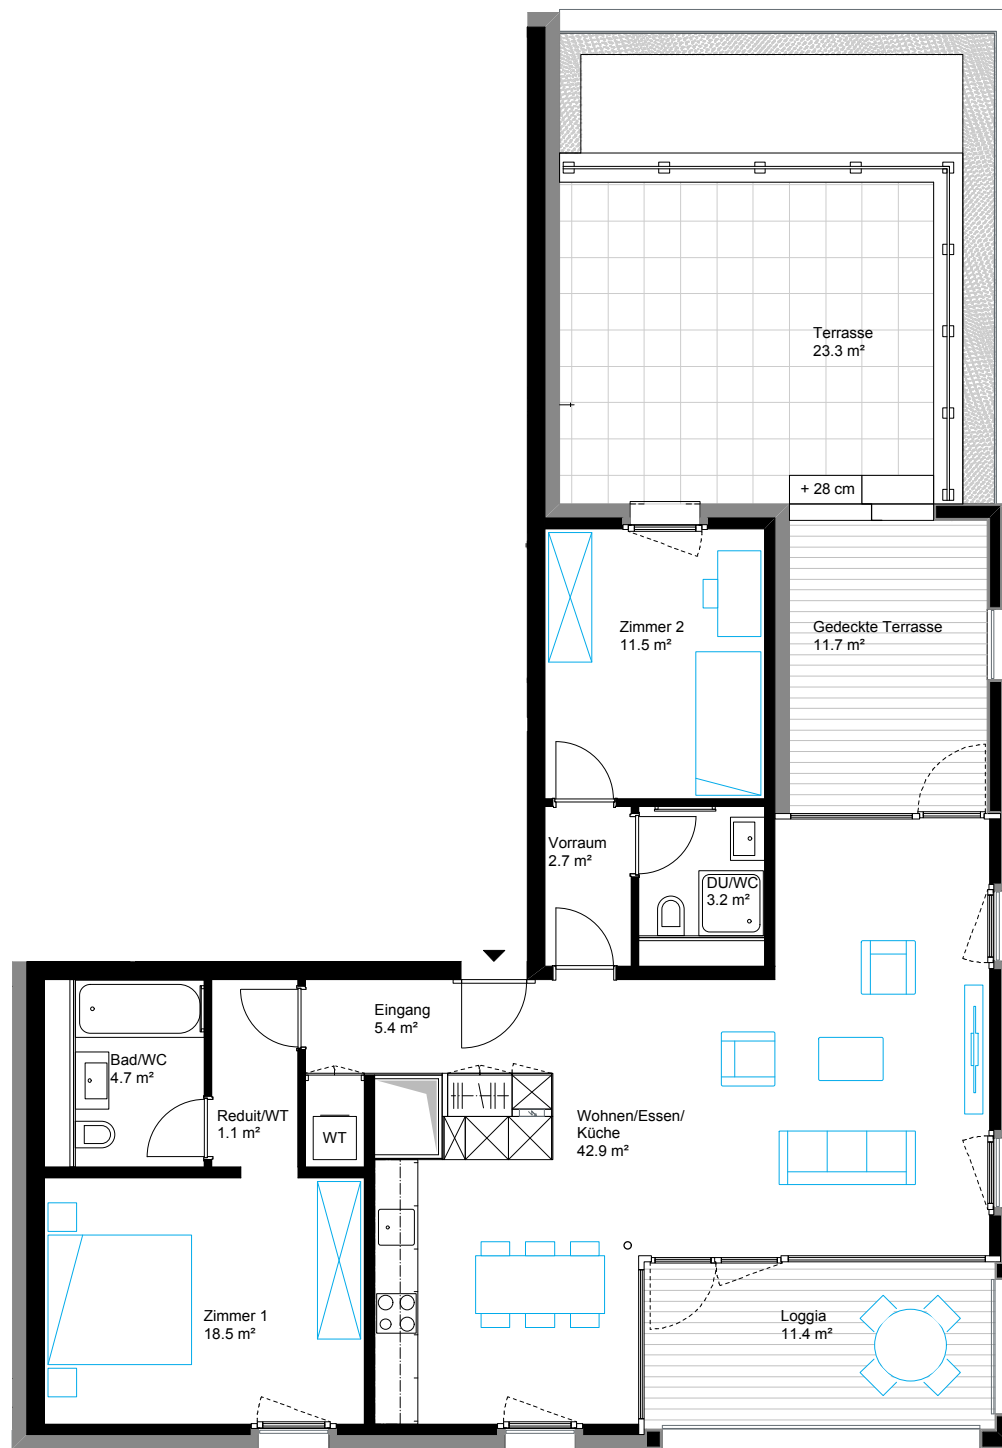 Terrasse
23.3 m²
+ 28 cm
Zimmer 2
11.5 m²
Gedeckte Terrasse
11.7 m²
Vorraum
2.7 m²
DU/WC
3.2 m²
Eingang
5.4 m²
Bad/WC
4.7 m²
Reduit/WT
1.1 m²
WT
Wohnen/Essen/
Küche
42.9 m²
Zimmer 1
18.5 m²
Loggia
11.4 m²